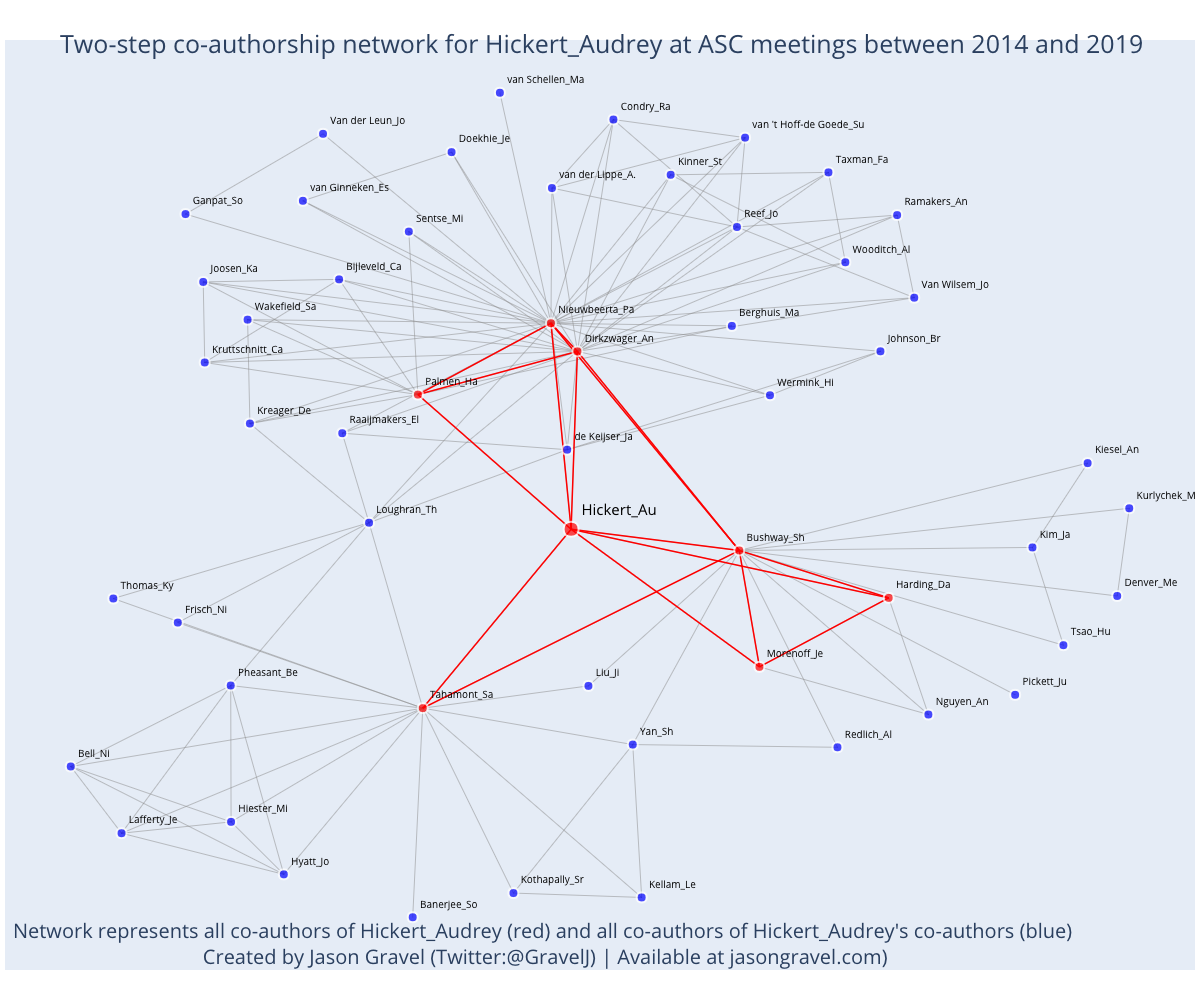 Two-step co-authorship network for Hickert_Audrey at ASC meetings between 2014 and 2019
van Schellen_Ma
Condry_Ra
Van der Leun_Jo
van 't Hoff-de Goede_Su
Doekhie_Je
Kinner_St
Taxman_Fa
van der Lippe_A.
van Ginneken_Es
Ganpat_So
Ramakers_An
Reef_Jo
Sentse_Mi
Wooditch_Al
Joosen_Ka
Bijleveld_Ca
Van Wilsem_Jo
Wakefield_Sa
Nieuwbeerta_Pa
Berghuis_Ma
Dirkzwager_An
Johnson_Br
Kruttschnitt_Ca
Palmen_Ha
Wermink_Hi
Kreager_De
Raaijmakers_El
de Keijser_Ja
Kiesel_An
Kurlychek_M
Hickert_Au
Loughran_Th
Kim_Ja
Bushway_Sh
Thomas_Ky
Harding_Da
Denver_Me
Frisch_Ni
Tsao_Hu
Morenoff_Je
Pheasant_Be
Liu_Ji
Pickett_Ju
Tahamont_Sa
Nguyen_An
Yan_Sh
Redlich_Al
Bell_Ni
Hiester_Mi
Lafferty_Je
Hyatt_Jo
Kothapally_Sr
Kellam_Le
Banerjee_So
Network represents all co-authors of Hickert_Audrey (red) and all co-authors of Hickert_Audrey's co-authors (blue)
Created by Jason Gravel (Twitter:@GravelJ) | Available at jasongravel.com)